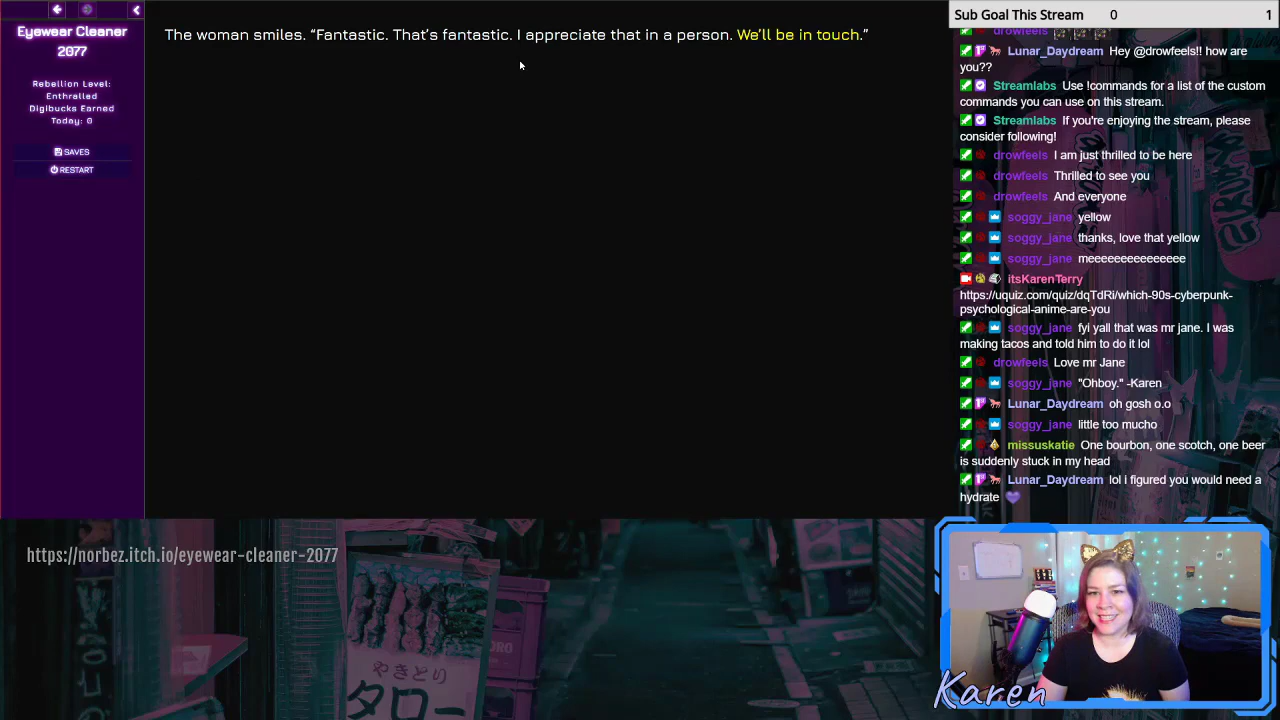 Eyewear Cleaner
2077
Rebellion Level:
Enthralled
Digibucks Earned
Today: 0
SAVES
RESTART
The woman smiles. “Fantastic. That’s fantastic. I appreciate that in a person. We’ll be in touch.”
Sub Goal This Stream 0 1
drowfeels
Lunar_Daydream Hey @drowfeels!! how are
you??
Streamlabs Use !commands for a list of the custom
commands you can use on this stream.
Streamlabs If you're enjoying the stream, please
consider following!
drowfeels I am just thrilled to be here
drowfeels Thrilled to see you
drowfeels And everyone
soggy_jane yellow
soggy_jane thanks, love that yellow
soggy_jane meeeeeeeeeeeeeee
itsKarenTerry
https://uquiz.com/quiz/dqTdRi/which-90s-cyberpunk-
psychological-anime-are-you
soggy_jane fyi yall that was mr jane. I was
making tacos and told him to do it lol
drowfeels Love mr Jane
soggy_jane "Ohboy." -Karen
Lunar_Daydream oh gosh o.o
soggy_jane little too mucho
missuskatie One bourbon, one scotch, one beer
is suddenly stuck in my head
Lunar_Daydream lol i figured you would need a
hydrate
https://norbez.itch.io/eyewear-cleaner-2077
やきとり
タロー
Karen